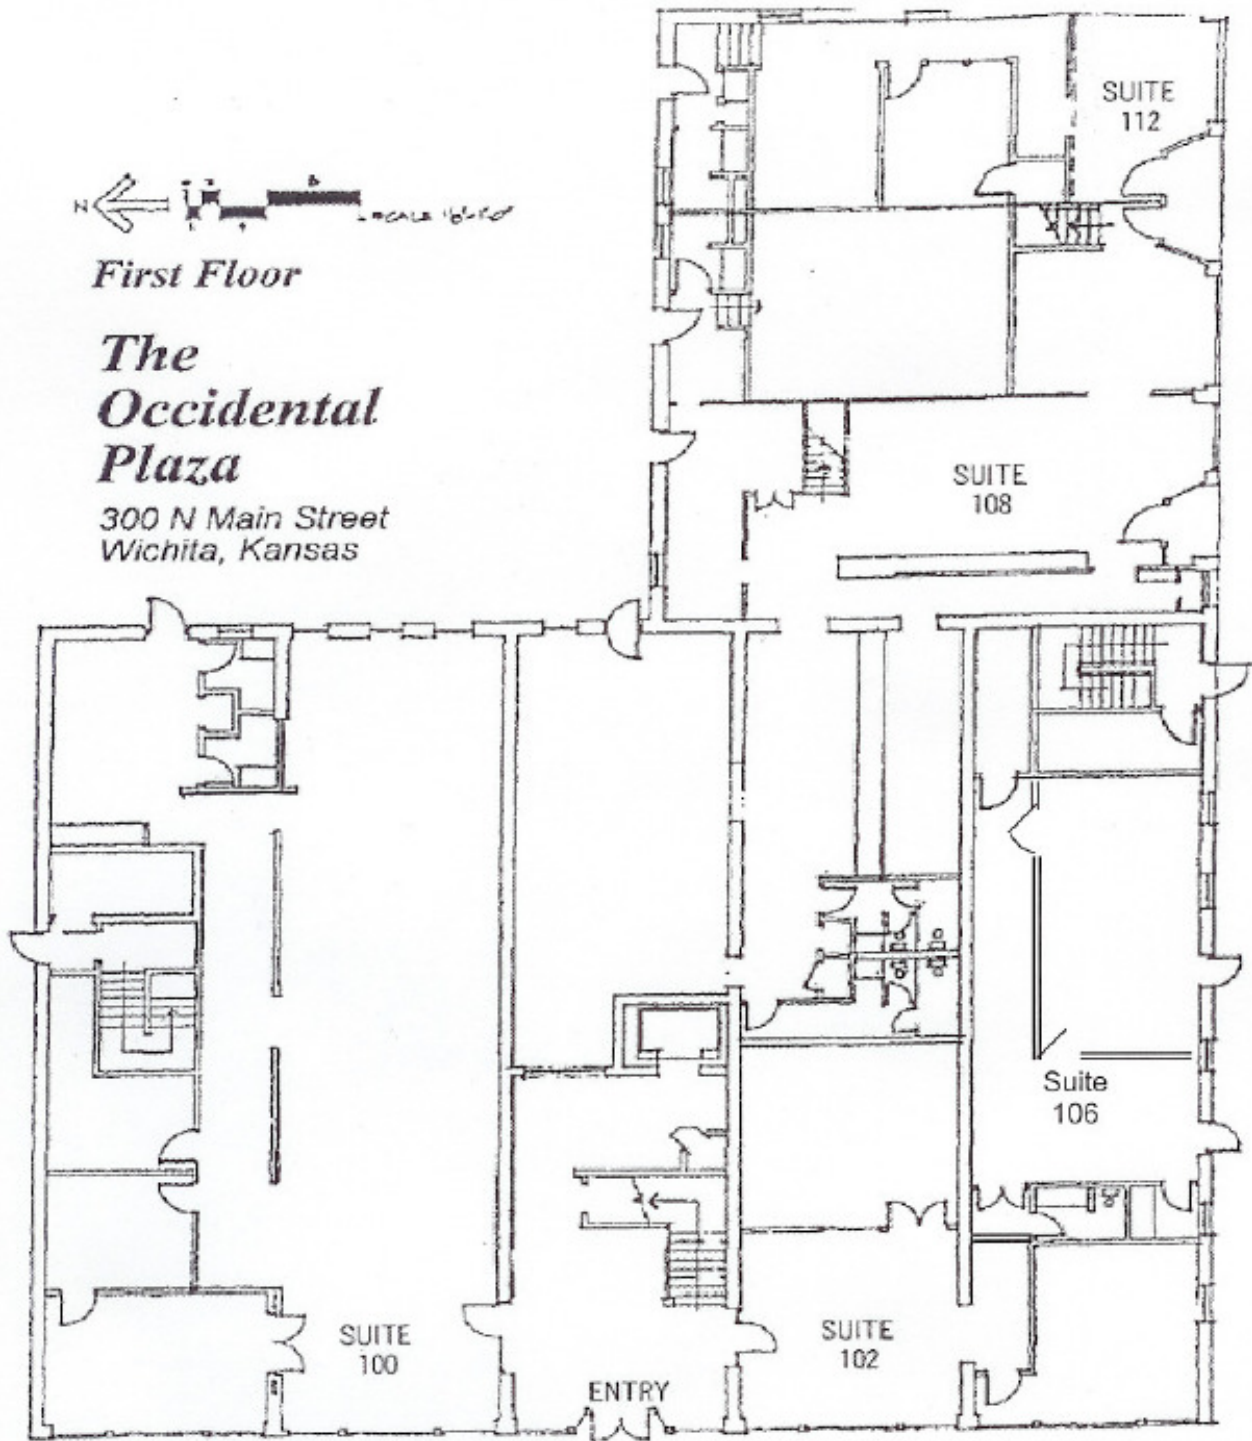 N
First Floor
The
Occidental
Plaza
300 N Main Street
Wichita, Kansas
SUITE
112
SUITE
108
Suite
106
SUITE
100
SUITE
102
ENTRY